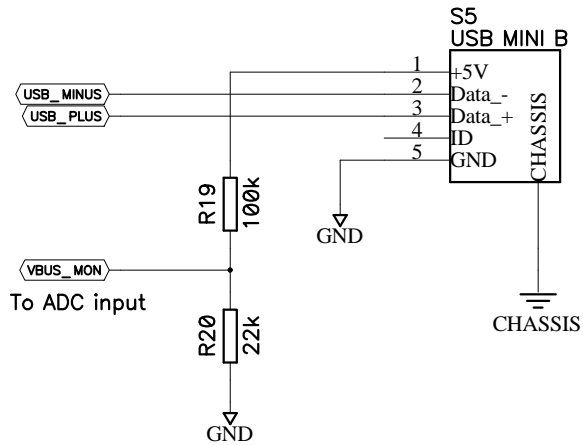 S5
USB MINI B
1
+5V
USB_MINUS
2
Data_-
USB_PLUS
3
Data_+
4
ID
5
GND
CHASSIS
R19
100k
GND
VBUS_MON
To ADC input
CHASSIS
R20
22k
GND